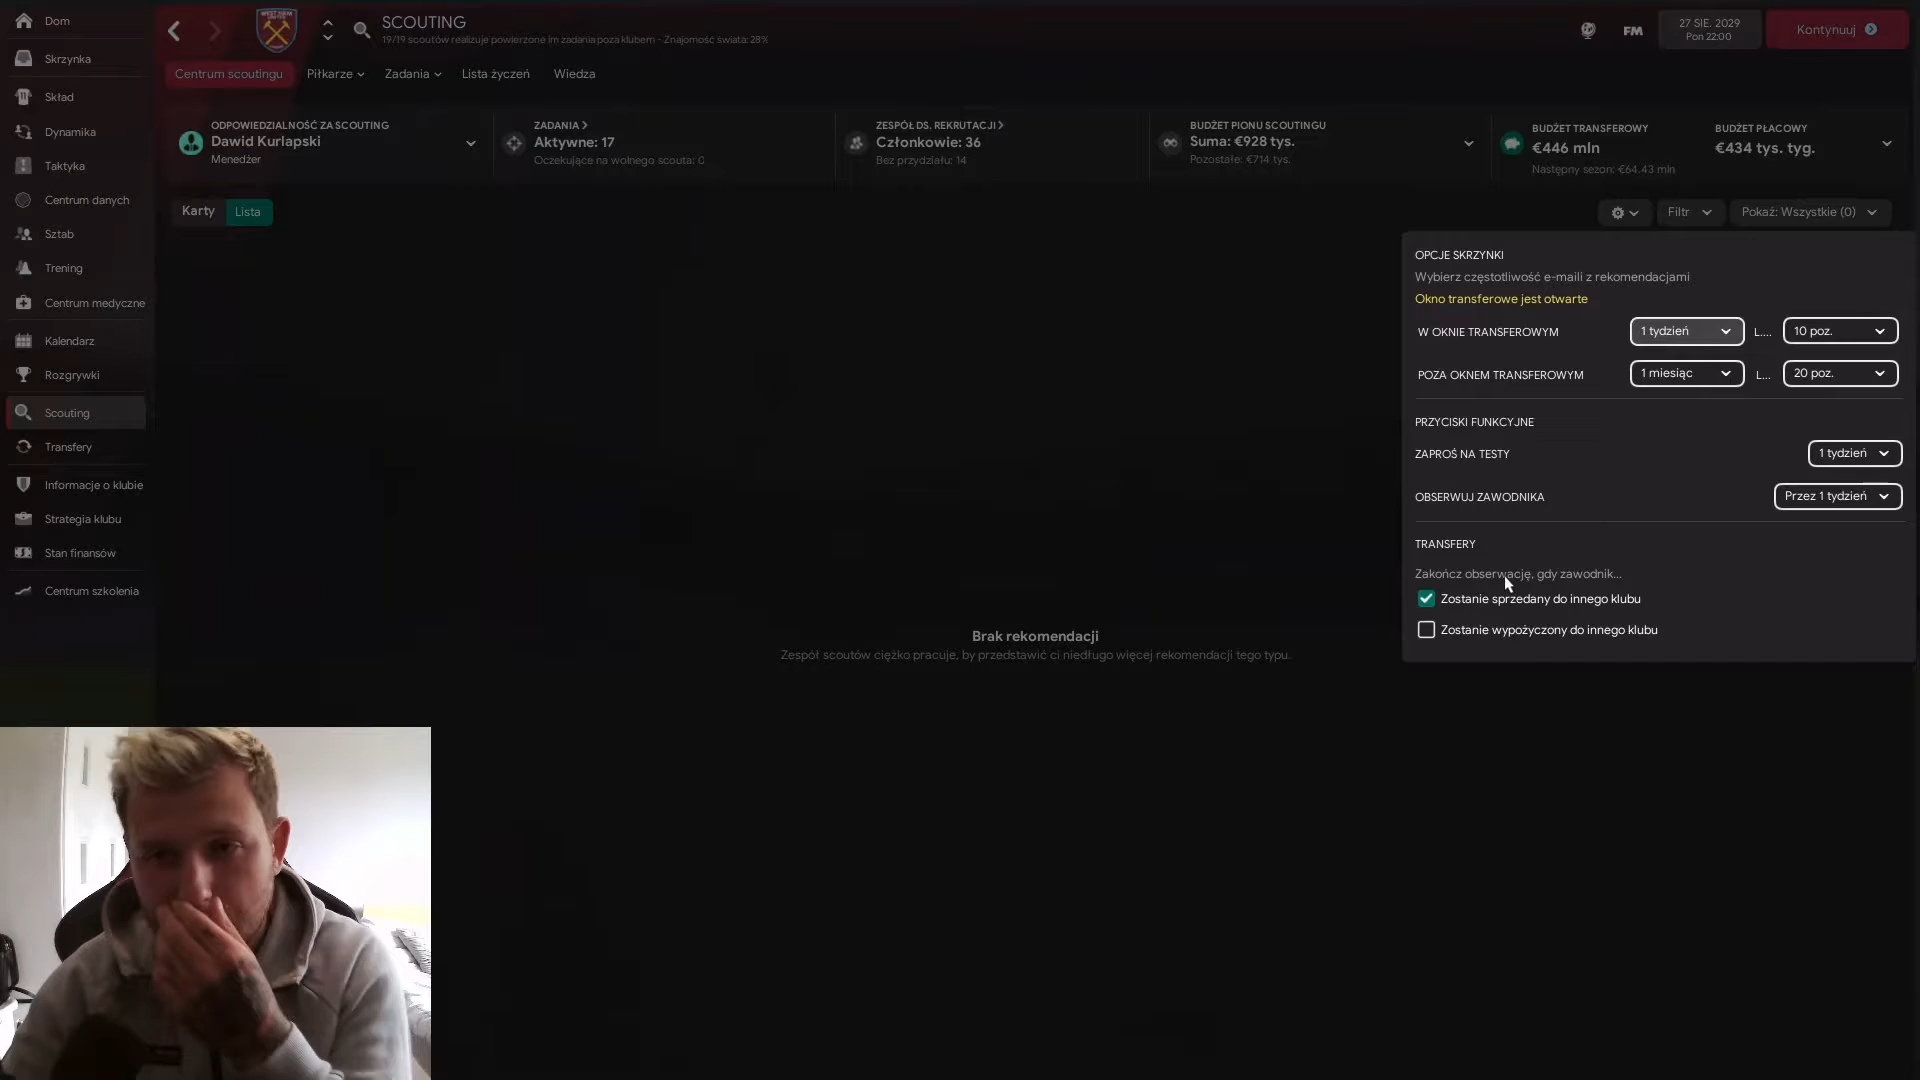 Dom
Skrzynka
Skład
Dynamika
Taktyka
Centrum danych
Sztab
Trening
Centrum medyczne
Kalendarz
Rozgrywki
Scouting
Transfery
Informacje o klubie
Strategia klubu
Stan finansów
Centrum szkolenia
SCOUTING
19/19 scoutów realizuje powierzone im zadania poza klubem - Znajomość świata: 28%
FM
27 SIE. 2029
Pon 22:00
Kontynuuj
Centrum scoutingu
Piłkarze
Zadania
Lista życzeń
Wiedza
ODPOWIEDZIALNOŚĆ ZA SCOUTING
Dawid Kurlapski
Menedżer
ZADANIA
Aktywne: 17
Oczekujące na wolnego scouta: 0
ZESPÓŁ DS. REKRUTACJI
Członkowie: 36
Bez przydziału: 14
BUDŻET PIONU SCOUTINGU
Suma: €928 tys.
Pozostałe: €714 tys.
BUDŻET TRANSFEROWY
€446 mln
Następny sezon: €64.43 mln
BUDŻET PŁACOWY
€434 tys. tyg.
Karty
Lista
Filtr
Pokaż: Wszystkie (0)
OPCJE SKRZYNKI
Wybierz częstotliwość e-maili z rekomendacjami
Okno transferowe jest otwarte
W OKNIE TRANSFEROWYM 1 tydzień L.... 10 poz.
POZA OKNEM TRANSFEROWYM 1 miesiąc L... 20 poz.
PRZYCISKI FUNKCYJNE
ZAPROŚ NA TESTY 1 tydzień
OBSERWUJ ZAWODNIKA Przez 1 tydzień
TRANSFERY
Zakończ obserwację, gdy zawodnik...
Zostanie sprzedany do innego klubu
Zostanie wypożyczony do innego klubu
Brak rekomendacji
Zespół scoutów ciężko pracuje, by przedstawić ci niedługo więcej rekomendacji tego typu.